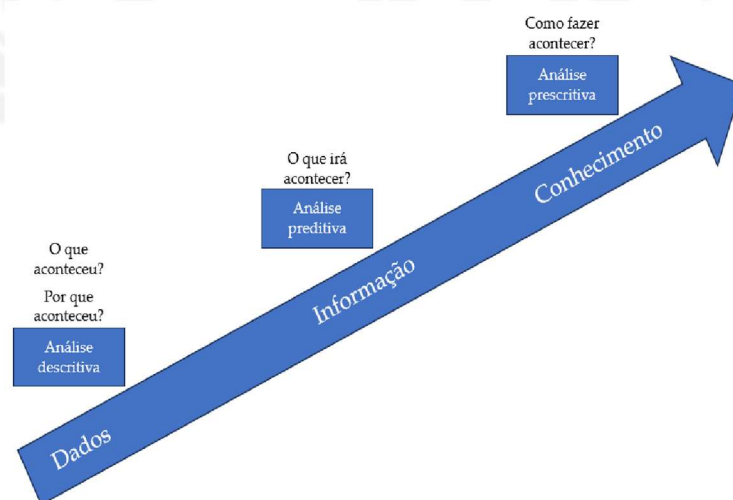 Como fazer
acontecer?
Análise
prescritiva
O que irá
acontecer?
Análise
preditiva
O que
aconteceu?
Por que
aconteceu?
Análise
descritiva
Dados
Informação
Conhecimento